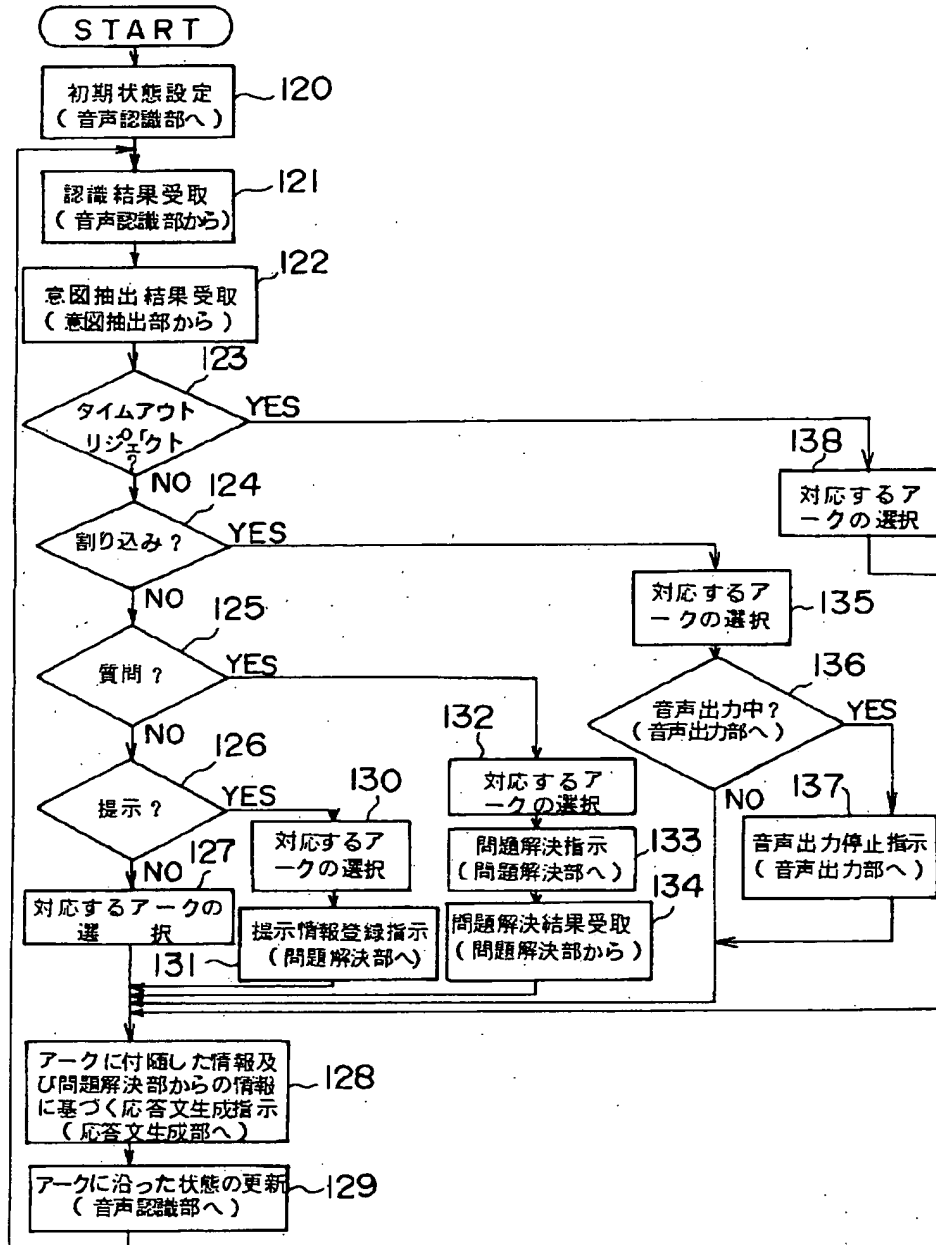 START
初期状態設定
(音声認識部へ)
120
認識結果受取
(音声認識部から)
121
意図抽出結果受取
(意図抽出部から)
122
タイムアウト
or
リジェクト
?
123
YES
NO
138
対応するア
ークの選択
割り込み?
124
YES
NO
対応するア
ークの選択
135
質問?
125
YES
NO
音声出力中?
(音声出力部へ)
136
YES
NO
132
対応するア
ークの選択
提示?
126
YES
NO
130
対応するア
ークの選択
問題解決指示
(問題解決部へ)
133
137
音声出力停止指示
(音声出力部へ)
127
対応するアークの
選択
提示情報登録指示
(問題解決部へ)
131
134
問題解決結果受取
(問題解決部から)
アークに付随した情報及
び問題解決部からの情報
に基づく応答文生成指示
(応答文生成部へ)
128
アークに沿った状態の更新
(音声認識部へ)
129